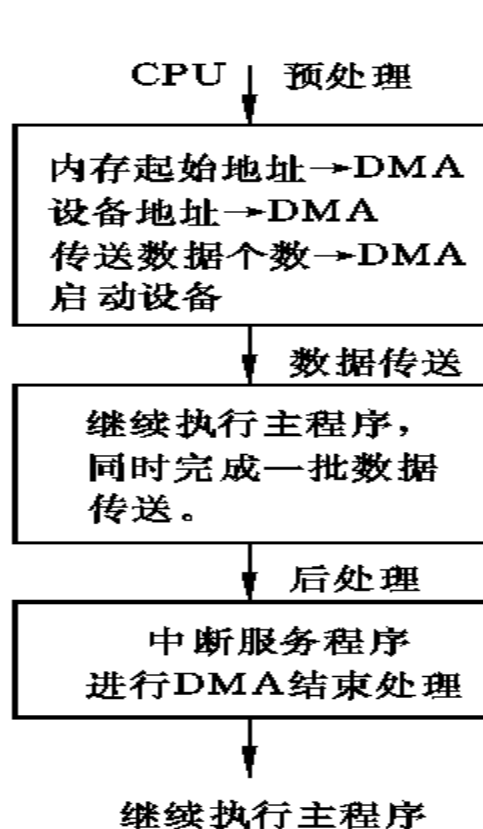 CPU 预处理
内存起始地址→DMA
设备地址→DMA
传送数据个数→DMA
启动设备
数据传送
继续执行主程序，
同时完成一批数据
传送。
后处理
中断服务程序
进行DMA结束处理
继续执行主程序